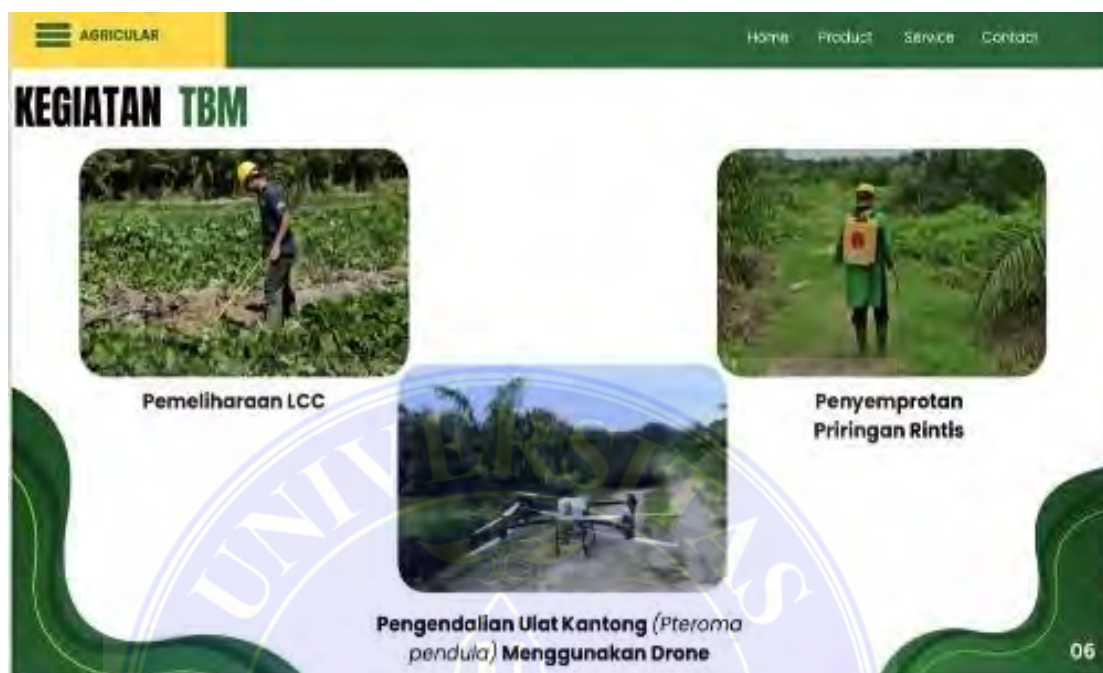 AGRICULAR
Home Product Service Contact
KEGIATAN TBM
Pemeliharaan LCC
Penyemprotan
Priringan Rintis
UNIVERSITAS
Pengendalian Ulat Kantong (Pteroma
pendula) Menggunakan Drone
06